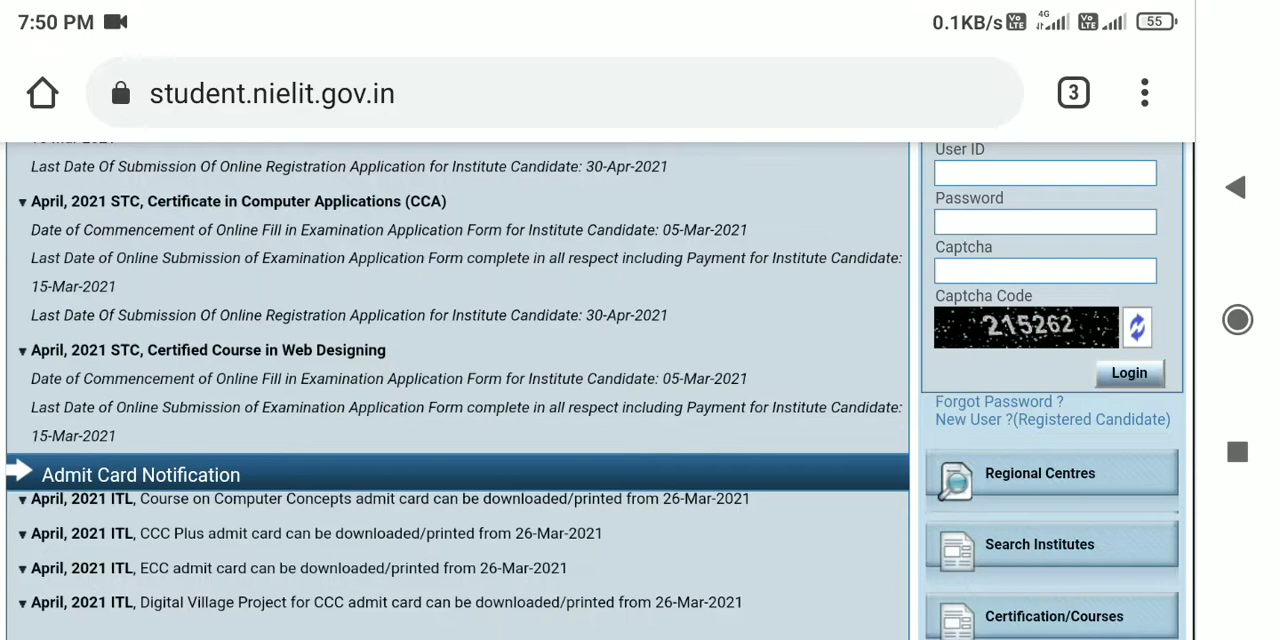 7:50 PM
0.1KB/s Vo LTE 4G Vo LTE 55
student.nielit.gov.in
3
Last Date Of Submission Of Online Registration Application for Institute Candidate: 30-Apr-2021
April, 2021 STC, Certificate in Computer Applications (CCA)
Date of Commencement of Online Fill in Examination Application Form for Institute Candidate: 05-Mar-2021
Last Date of Online Submission of Examination Application Form complete in all respect including Payment for Institute Candidate:
15-Mar-2021
Last Date Of Submission Of Online Registration Application for Institute Candidate: 30-Apr-2021
April, 2021 STC, Certified Course in Web Designing
Date of Commencement of Online Fill in Examination Application Form for Institute Candidate: 05-Mar-2021
Last Date of Online Submission of Examination Application Form complete in all respect including Payment for Institute Candidate:
15-Mar-2021
Admit Card Notification
April, 2021 ITL, Course on Computer Concepts admit card can be downloaded/printed from 26-Mar-2021
April, 2021 ITL, CCC Plus admit card can be downloaded/printed from 26-Mar-2021
April, 2021 ITL, ECC admit card can be downloaded/printed from 26-Mar-2021
April, 2021 ITL, Digital Village Project for CCC admit card can be downloaded/printed from 26-Mar-2021
User ID
Password
Captcha
Captcha Code
215262
Login
Forgot Password ?
New User ?(Registered Candidate)
Regional Centres
Search Institutes
Certification/Courses